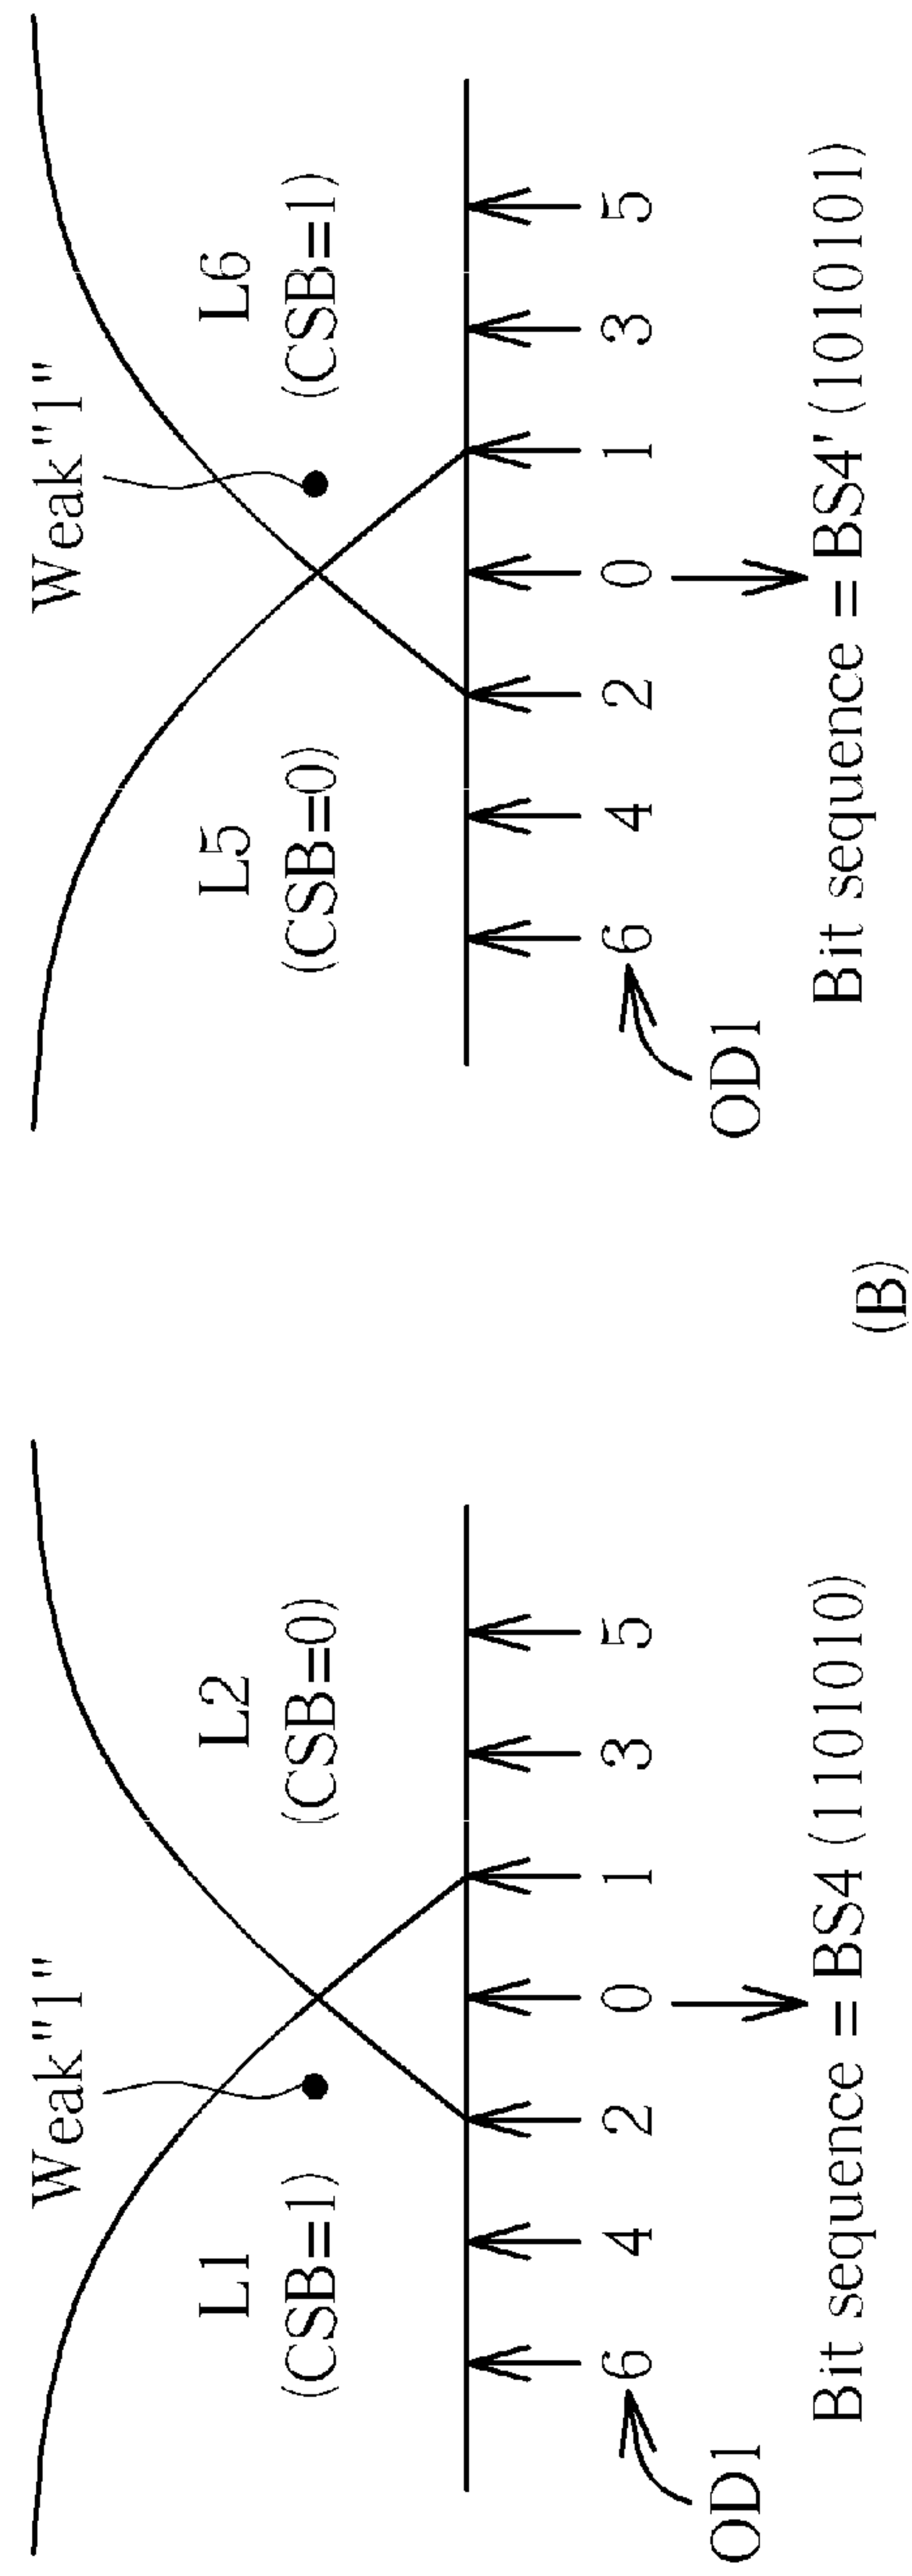 Weak"1"
L1
(CSB=1)
L2
(CSB=0)
6 4 2 0 1 3 5
OD1
Bit sequence = BS4 (1101010)
Weak"1"
L5
(CSB=0)
L6
(CSB=1)
6 4 2 0 1 3 5
OD1
Bit sequence = BS4' (1010101)
(B)